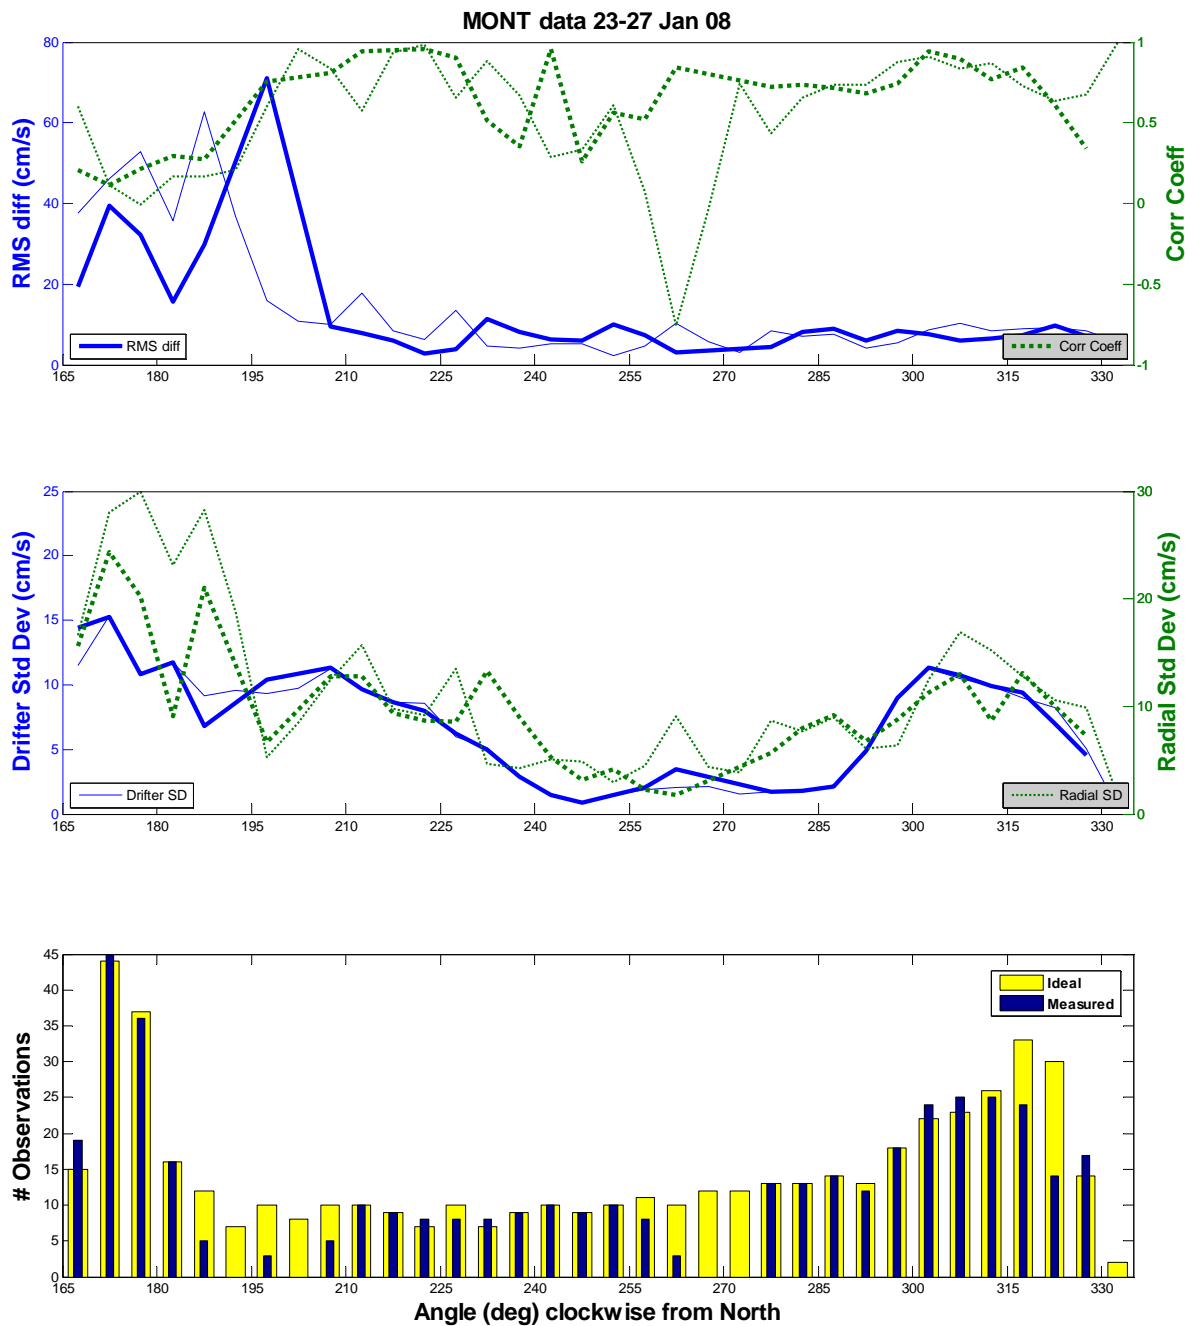 MONT data 23-27 Jan 08
80
60
40
20
0
RMS diff (cm/s)
1
0.5
0
-0.5
-1
Corr Coeff
RMS diff
Corr Coeff
165 180 195 210 225 240 255 270 285 300 315 330
25
20
15
10
5
0
Drifter Std Dev (cm/s)
30
20
10
0
Radial Std Dev (cm/s)
Drifter SD
Radial SD
165 180 195 210 225 240 255 270 285 300 315 330
45
40
35
30
25
20
15
10
5
0
# Observations
Ideal
Measured
165 180 195 210 225 240 255 270 285 300 315 330
Angle (deg) clockwise from North